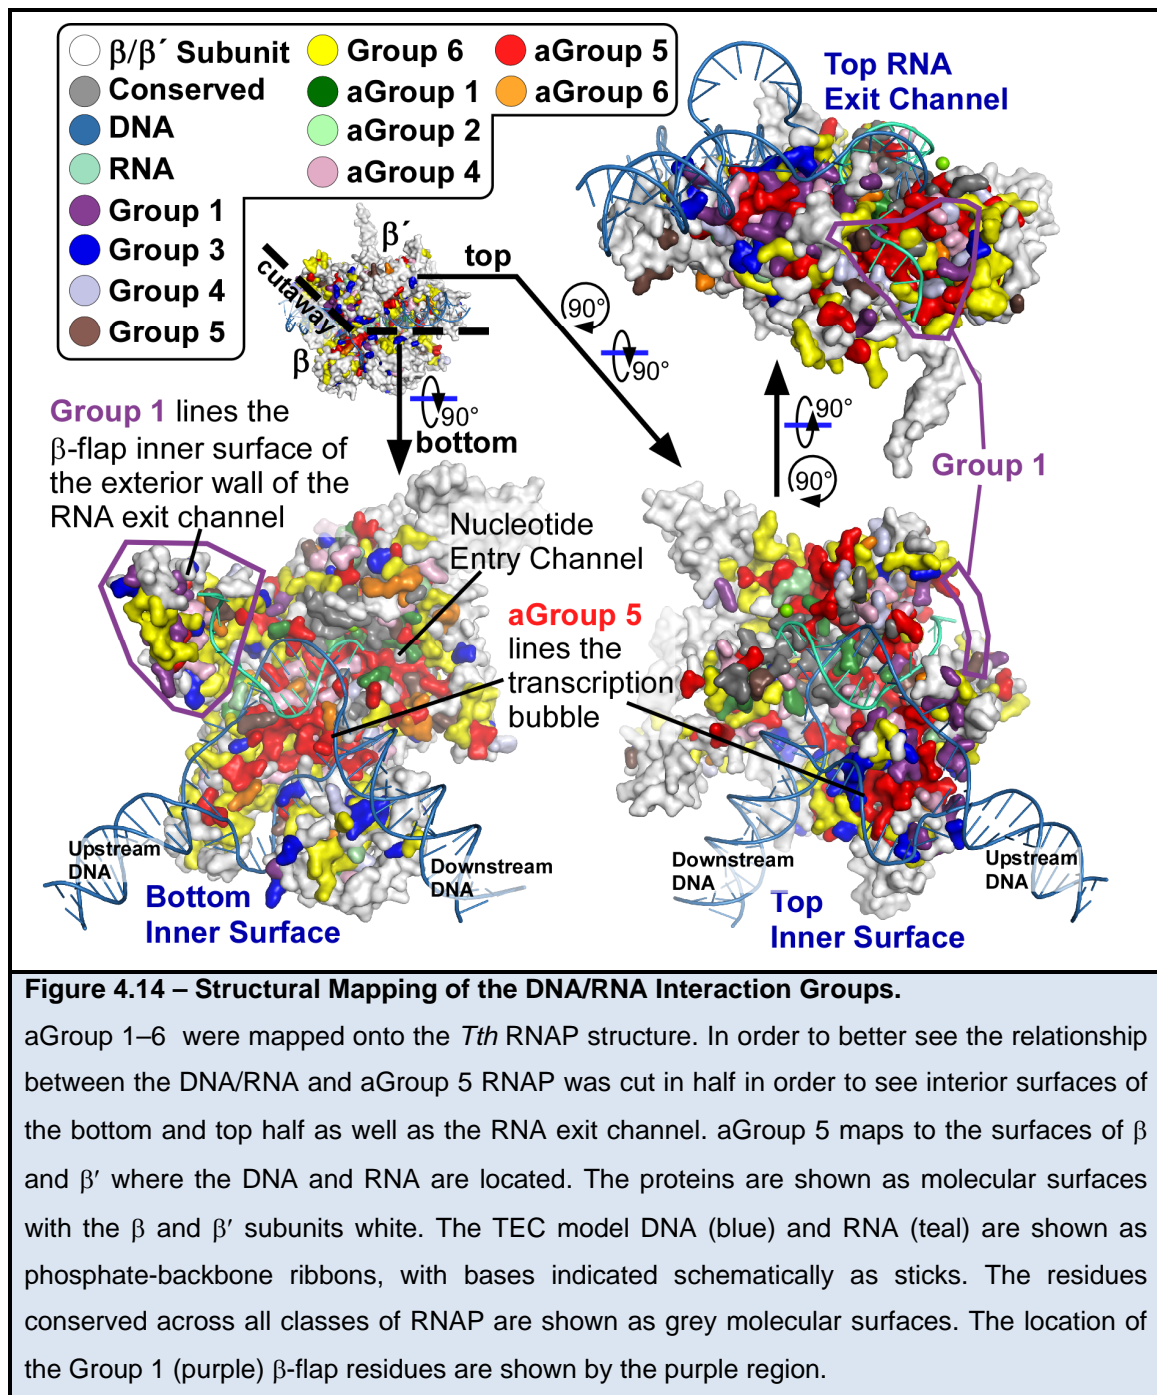 β/β´ Subunit
Conserved
DNA
RNA
Group 1
Group 3
Group 4
Group 5
Group 6
aGroup 1
aGroup 2
aGroup 4
aGroup 5
aGroup 6
Top RNA
Exit Channel
β´
top
cutaway
β
90°
90°
90°
bottom
90°
90°
Group 1 lines the
β-flap inner surface of
the exterior wall of the
RNA exit channel
Nucleotide
Entry Channel
Group 1
aGroup 5
lines the
transcription
bubble
Upstream
DNA
Downstream
DNA
Bottom
Inner Surface
Downstream
DNA
Upstream
DNA
Top
Inner Surface
Figure 4.14 – Structural Mapping of the DNA/RNA Interaction Groups.
aGroup 1–6 were mapped onto the Tth RNAP structure. In order to better see the relationship
between the DNA/RNA and aGroup 5 RNAP was cut in half in order to see interior surfaces of
the bottom and top half as well as the RNA exit channel. aGroup 5 maps to the surfaces of β
and β′ where the DNA and RNA are located. The proteins are shown as molecular surfaces
with the β and β′ subunits white. The TEC model DNA (blue) and RNA (teal) are shown as
phosphate-backbone ribbons, with bases indicated schematically as sticks. The residues
conserved across all classes of RNAP are shown as grey molecular surfaces. The location of
the Group 1 (purple) β-flap residues are shown by the purple region.